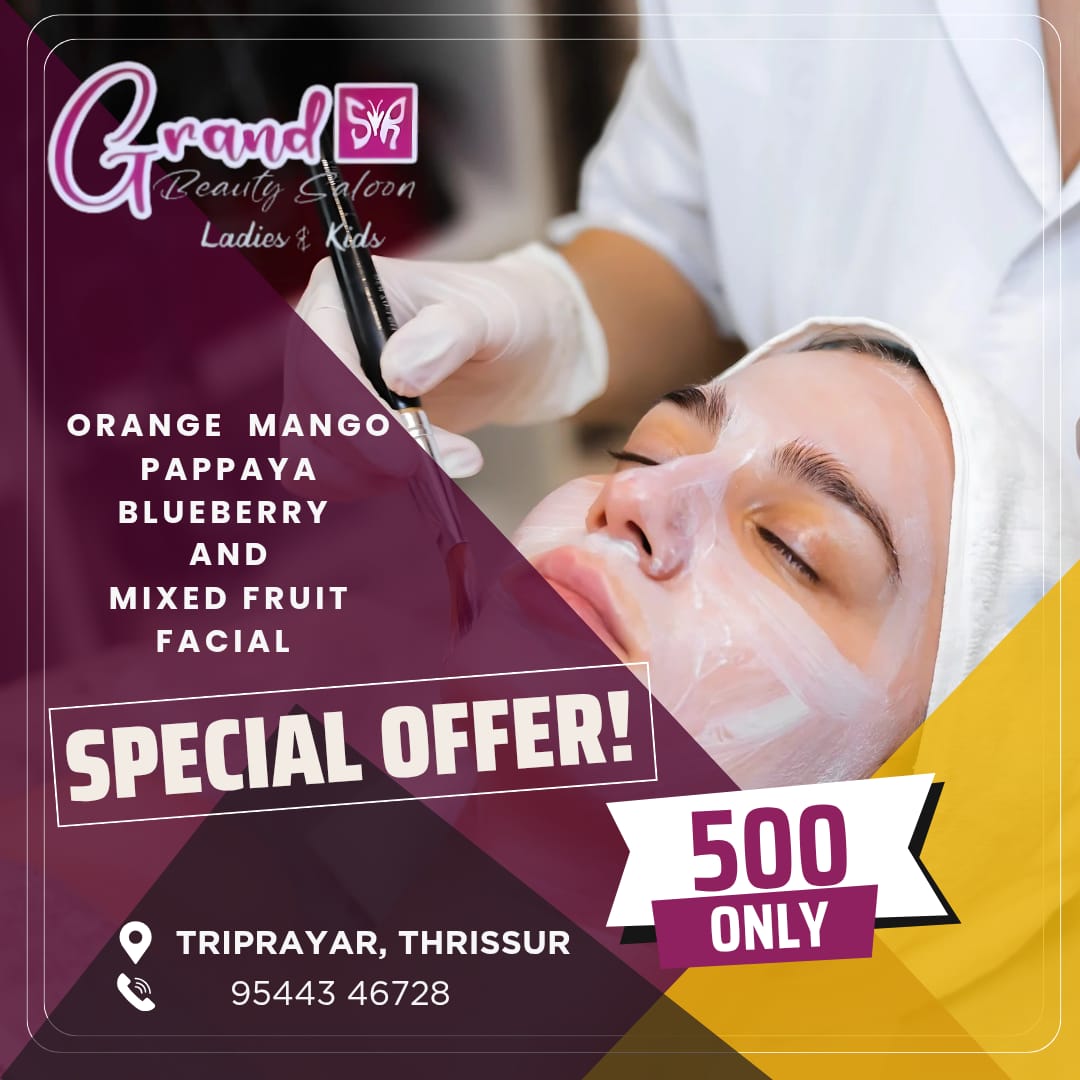 Grand SVR
Beauty Saloon
Ladies & Kids
ORANGE MANGO
PAPPAYA
BLUEBERRY
AND
MIXED FRUIT
FACIAL
SPECIAL OFFER!
500
ONLY
TRIPRAYAR, THRISSUR
95443 46728